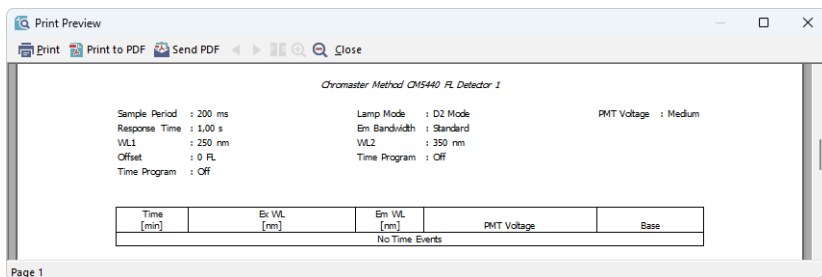 Print Preview
Print Print to PDF Send PDF Close
Chromaster Method CM5440 FL Detector 1
Sample Period : 200 ms Lamp Mode : D2 Mode PMT Voltage : Medium
Response Time : 1,00 s Em Bandwidth : Standard
WL1 : 250 nm WL2 : 350 nm
Offset : 0 FL Time Program : Off
Time Program : Off
Time Ex WL Em WL
[min] [nm] [nm] PMT Voltage Base
No Time Events
Page 1